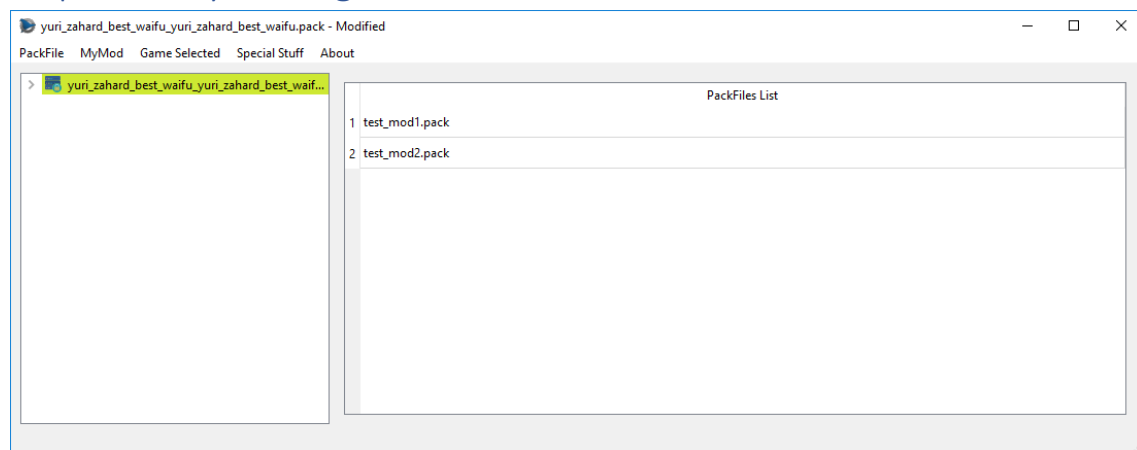 yuri_zahard_best_waifu_yuri_zahard_best_waifu.pack - Modified
PackFile MyMod Game Selected Special Stuff About
yuri_zahard_best_waifu_yuri_zahard_best_waif...
PackFiles List
1 test_mod1.pack
2 test_mod2.pack